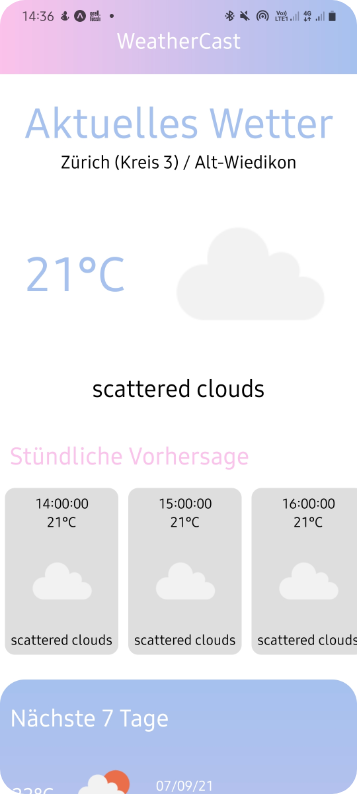 14:36
WeatherCast
Aktuelles Wetter
Zürich (Kreis 3) / Alt-Wiedikon
21°C
scattered clouds
Stündliche Vorhersage
14:00:00 15:00:00 16:00:00
21°C 21°C 21°C
scattered clouds scattered clouds scattered clouds
Nächste 7 Tage
07/09/21